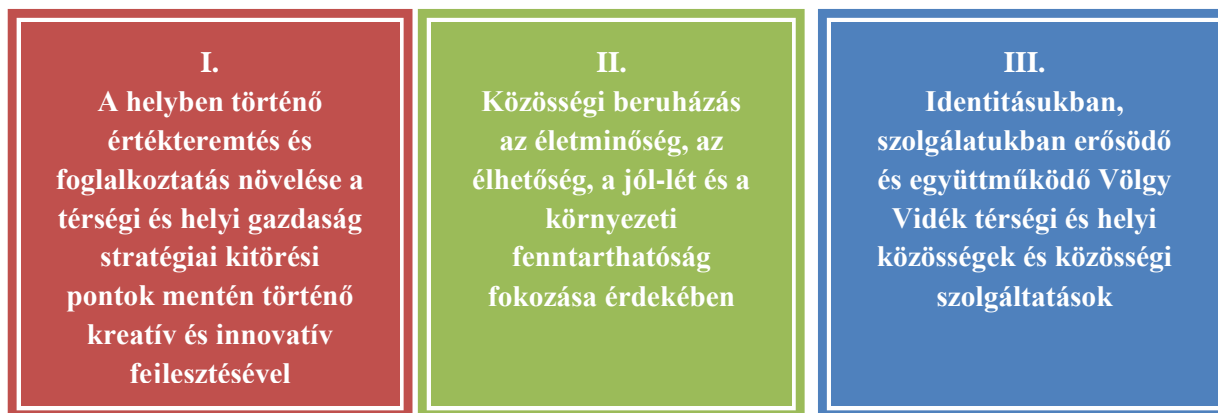 I.
A helyben történő
értékteremtés és
foglalkoztatás növelése a
térségi és helyi gazdaság
stratégiai kitörési
pontok mentén történő
kreatív és innovatív
fejlesztésével
II.
Közösségi beruházás
az életminőség, az
élhetőség, a jól-lét és a
környezeti
fenntarthatóság
fokozása érdekében
III.
Identitásukban,
szolgálatukban erősödő
és együttműködő Völgy
Vidék térségi és helyi
közösségek és közösségi
szolgáltatások